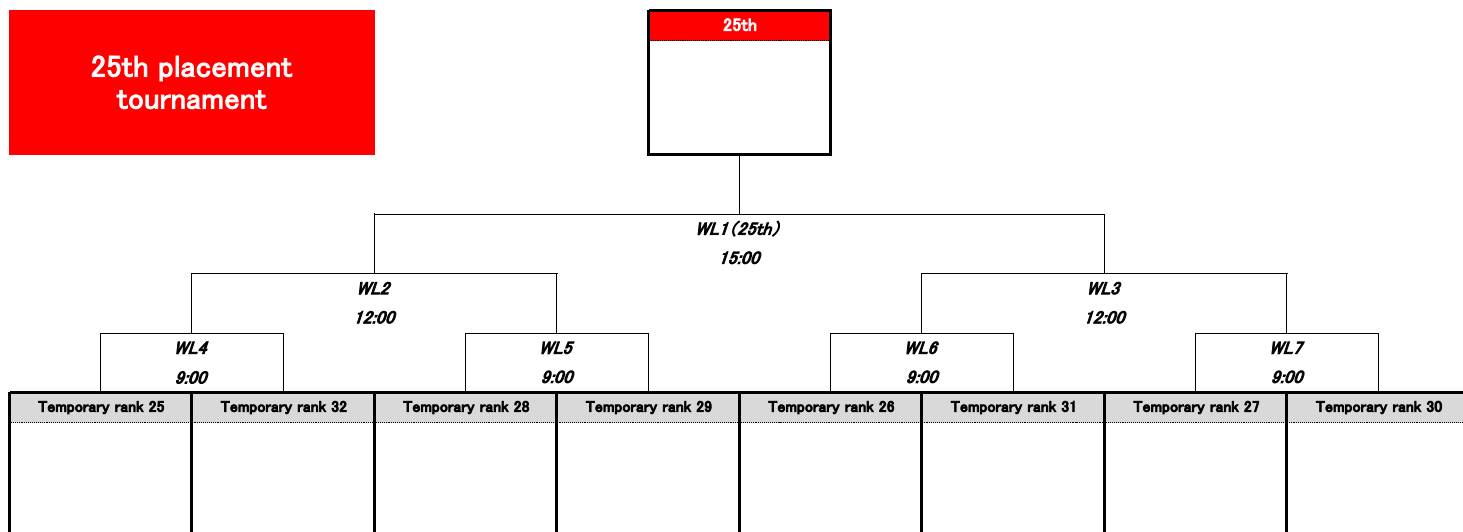 25th
25th placement
tournament
WL1(25th)
15:00
WL2
WL3
12:00
12:00
WL4
WL5
WL6
WL7
9:00
9:00
9:00
9:00
Temporary rank 25
Temporary rank 32
Temporary rank 28
Temporary rank 29
Temporary rank 26
Temporary rank 31
Temporary rank 27
Temporary rank 30